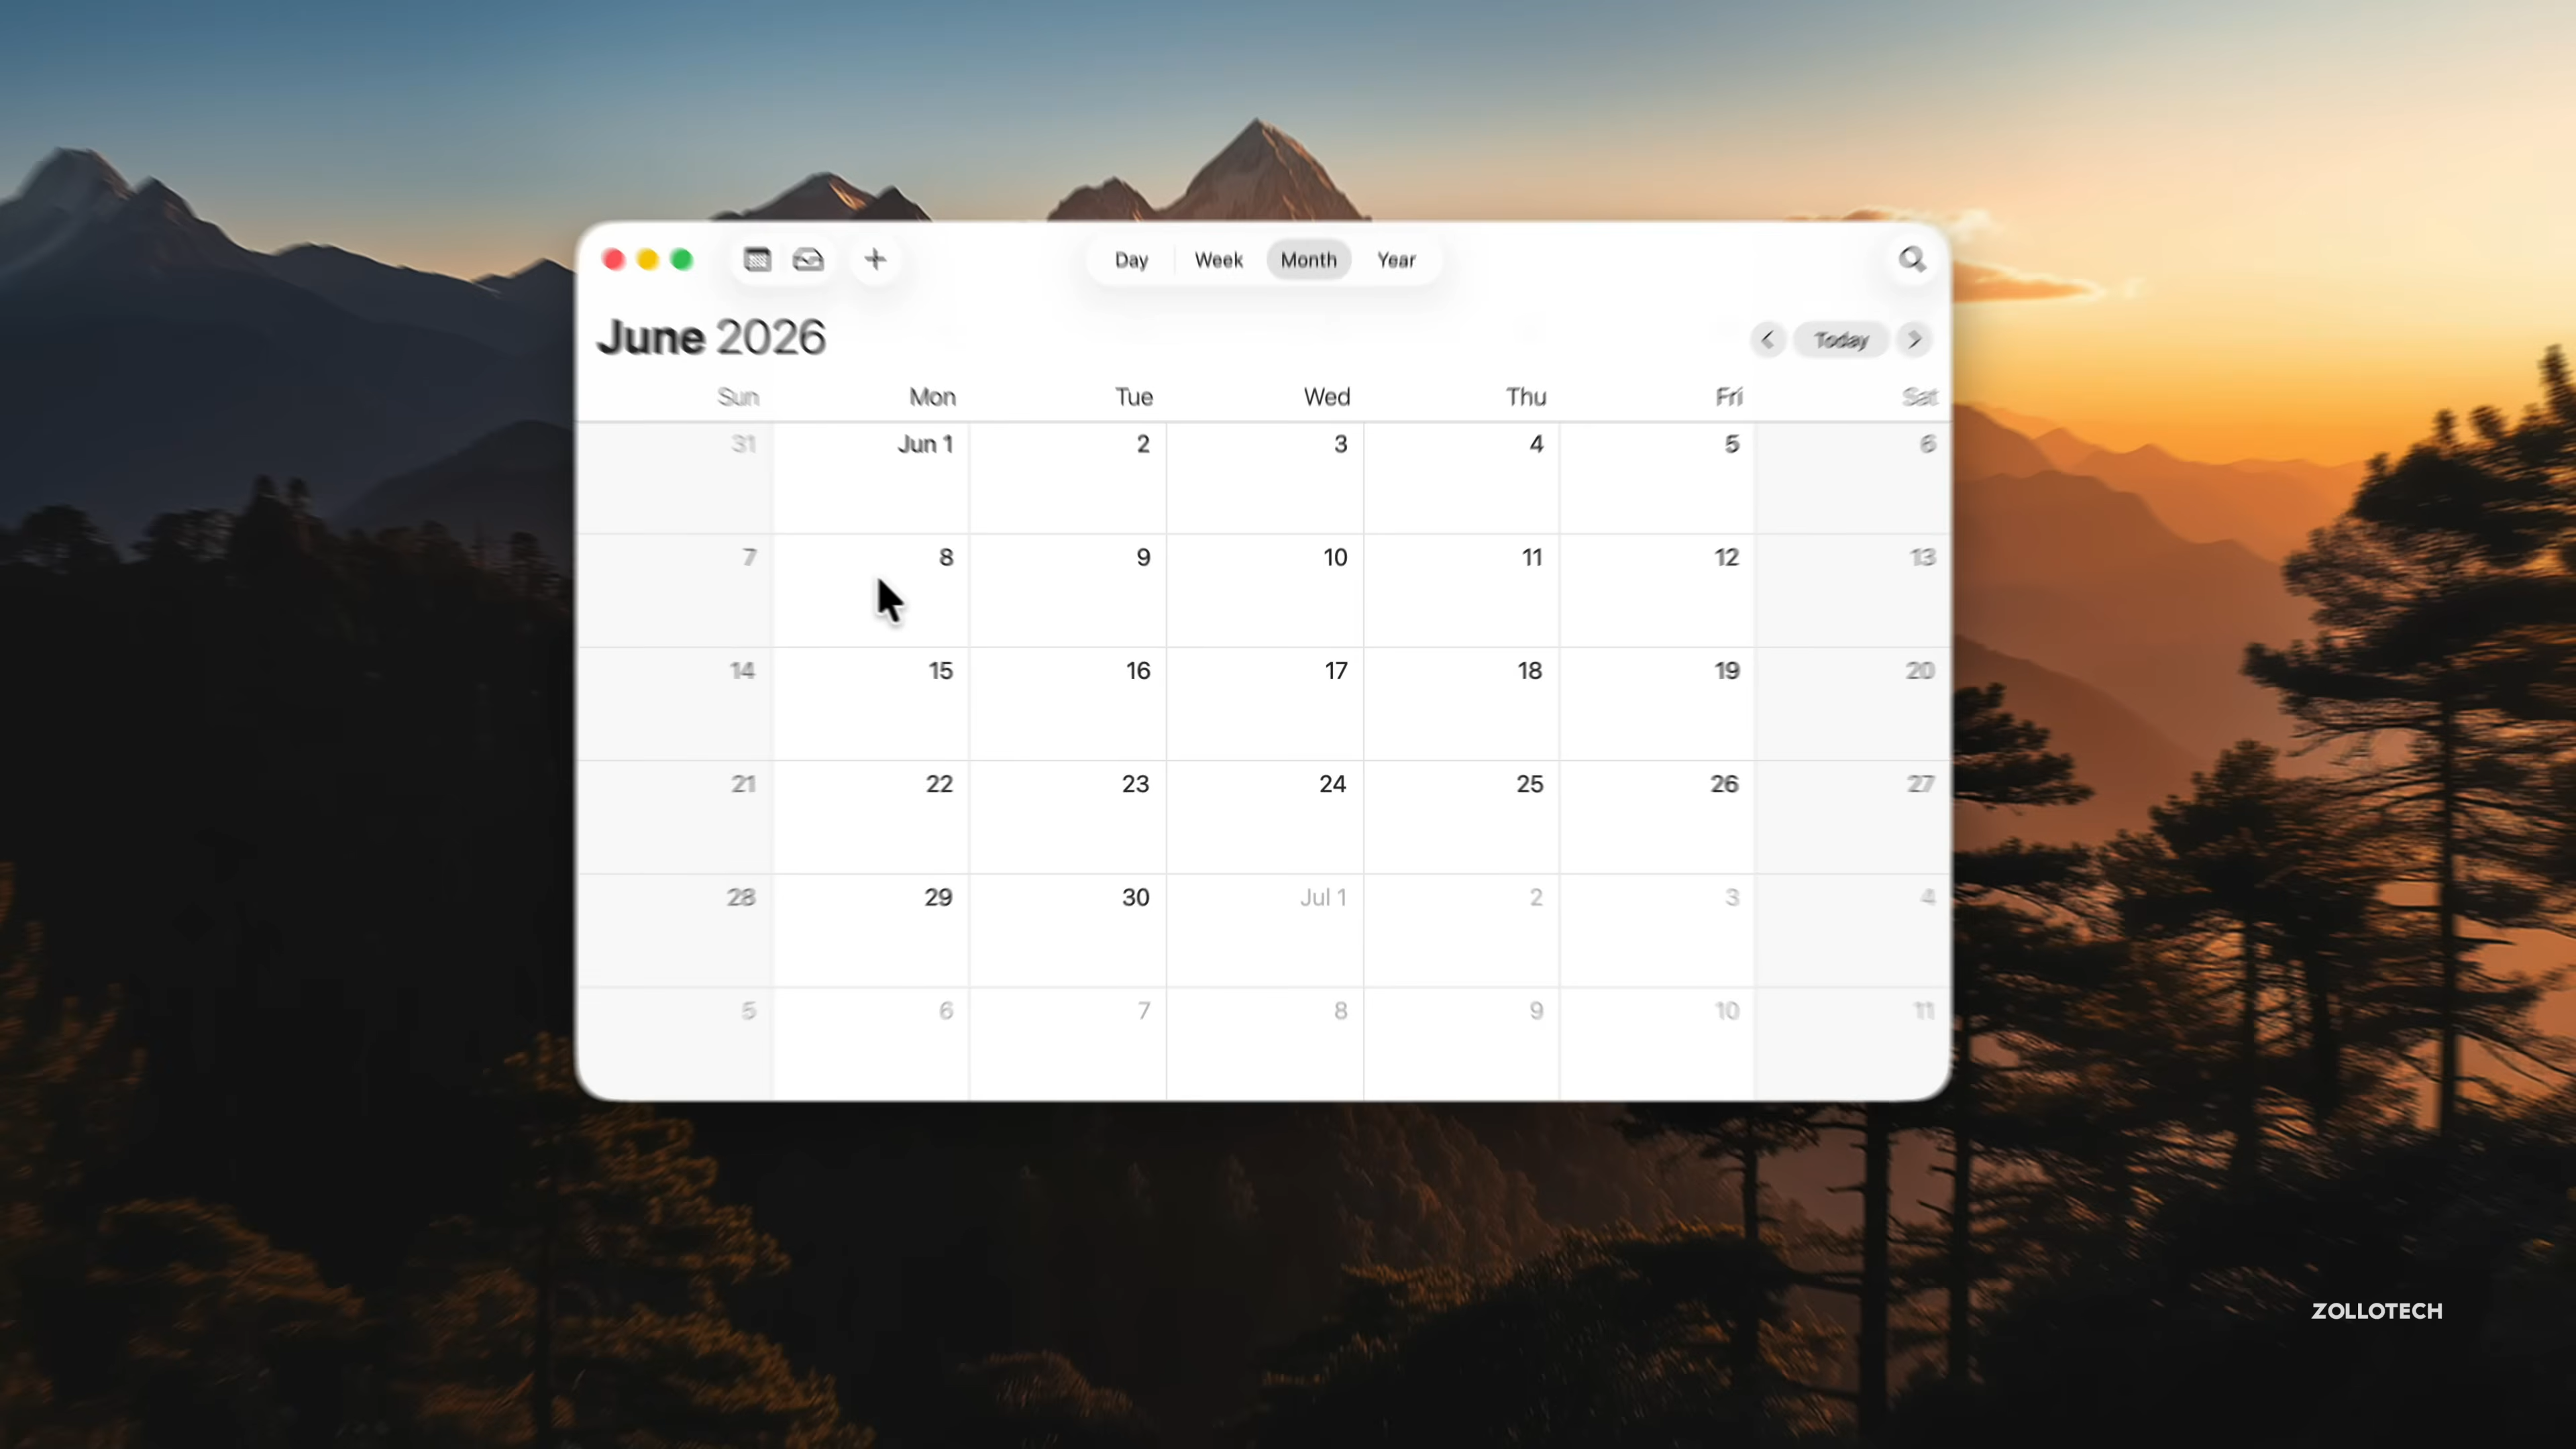 Day Week Month Year
June 2026
Today
Sun Mon Tue Wed Thu Fri Sat
31 Jun 1 2 3 4 5 6
7 8 9 10 11 12 13
14 15 16 17 18 19 20
21 22 23 24 25 26 27
28 29 30 Jul 1 2 3 4
5 6 7 8 9 10 11
ZOLLOTECH